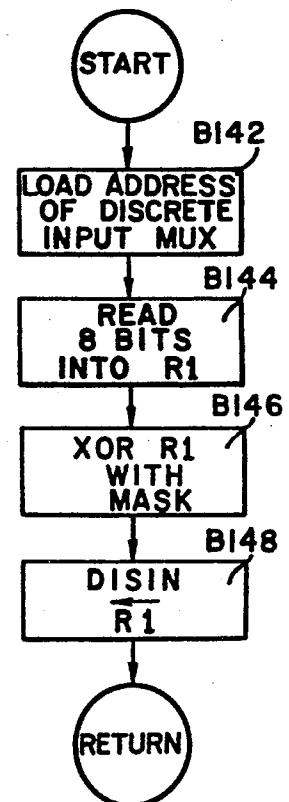 START
B142
LOAD ADDRESS
OF DISCRETE
INPUT MUX
B144
READ
8 BITS
INTO R1
B146
XOR R1
WITH
MASK
B148
DISIN
←
R1
RETURN